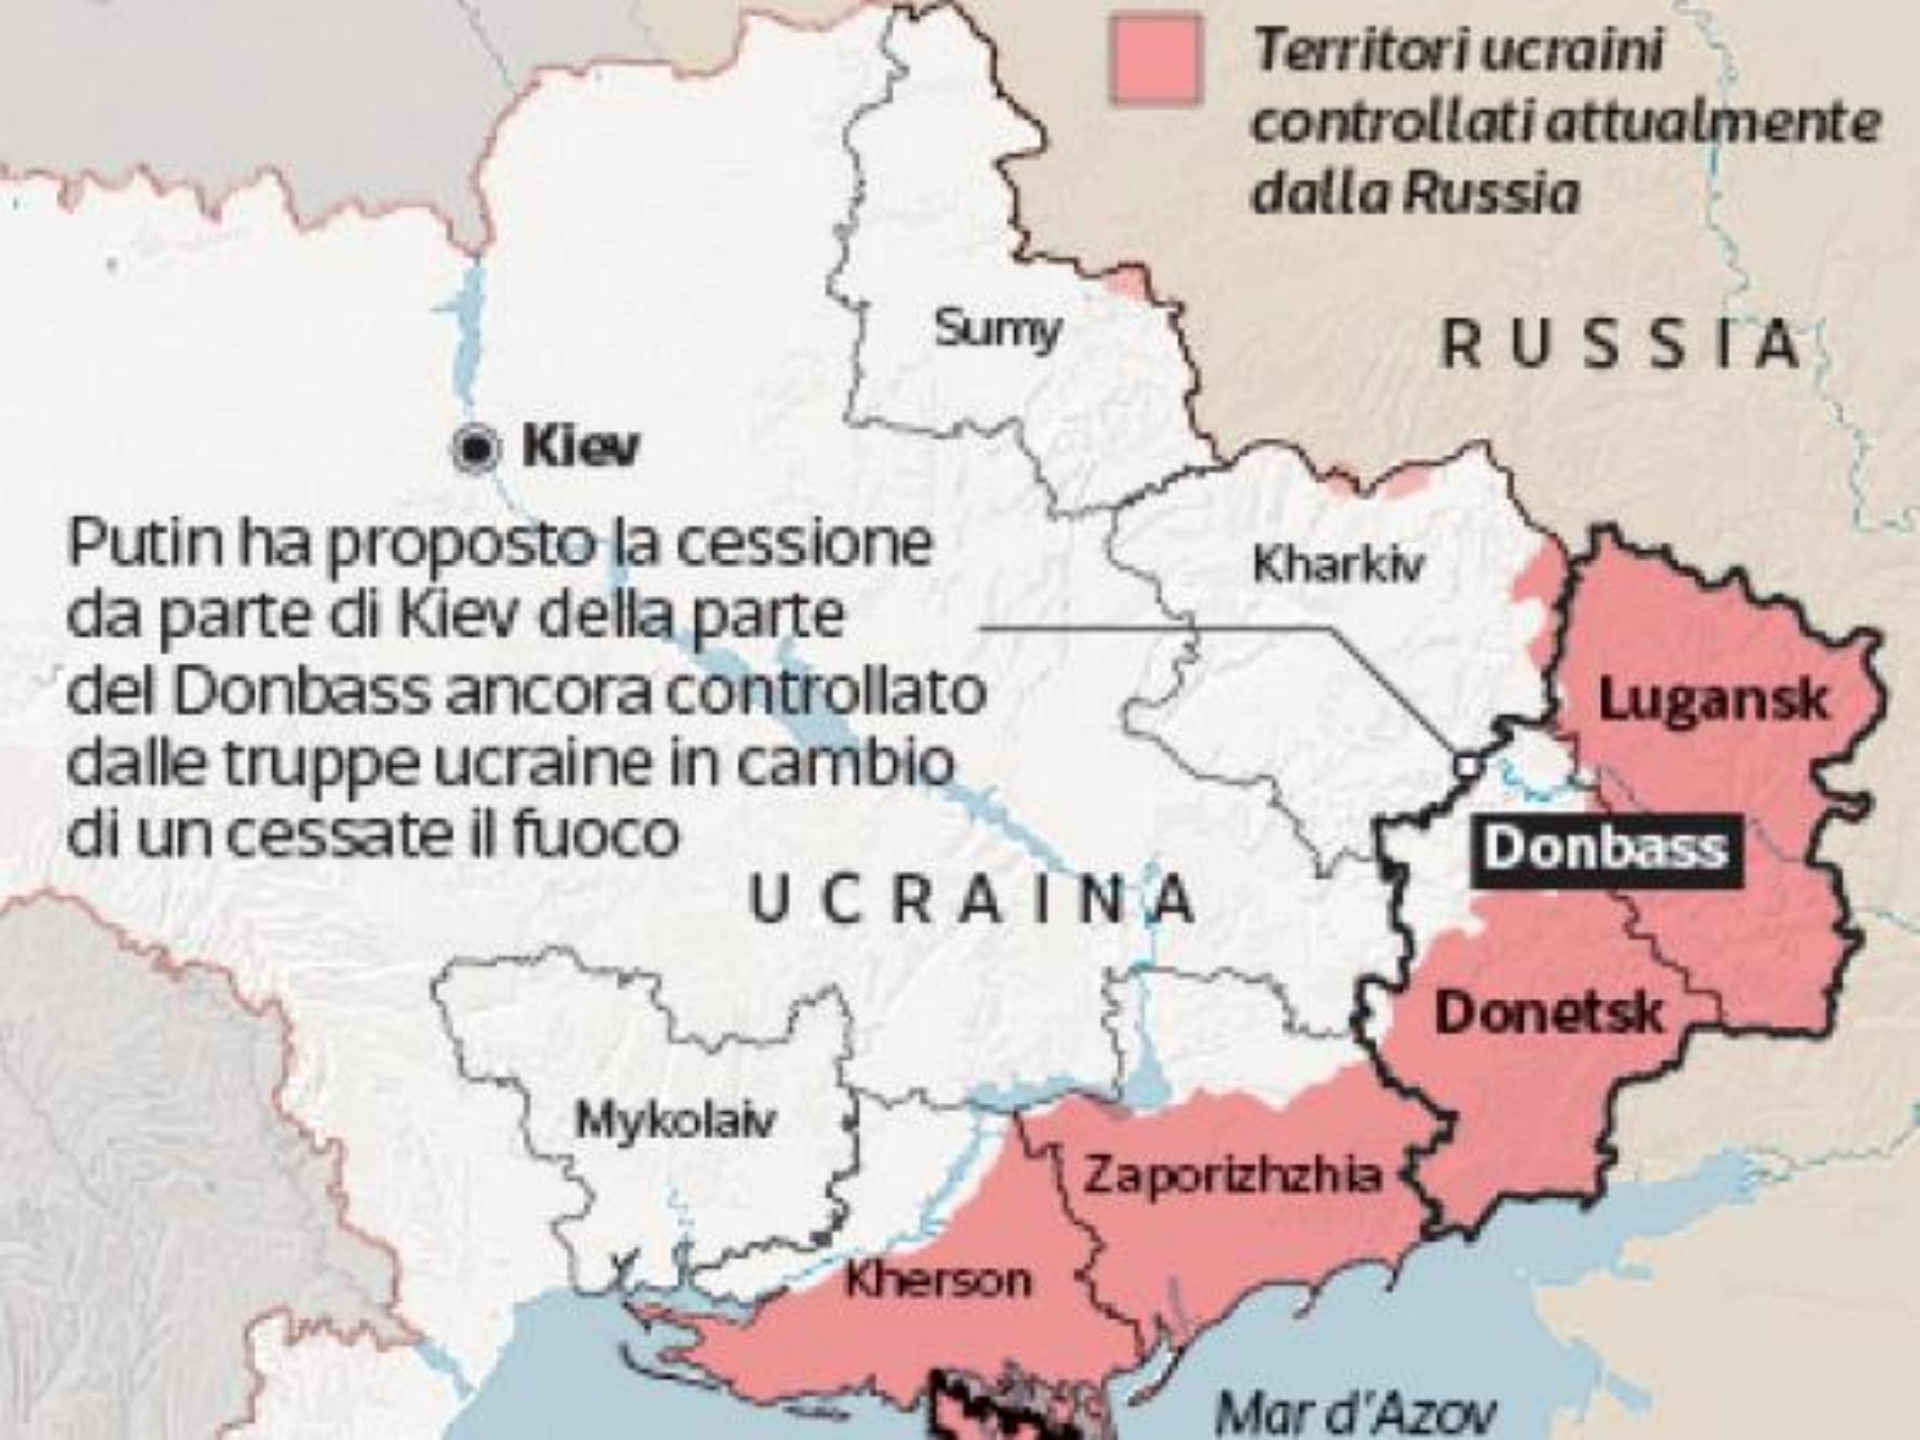 Territori ucraini
controllati attualmente
dalla Russia
RUSSIA
Sumy
Kiev
Putin ha proposto la cessione
da parte di Kiev della parte
del Donbass ancora controllato
dalle truppe ucraine in cambio
di un cessate il fuoco
Kharkiv
Lugansk
Donbass
UCRAINA
Donetsk
Mykolaiv
Zaporizhzhia
Kherson
Mar d'Azov